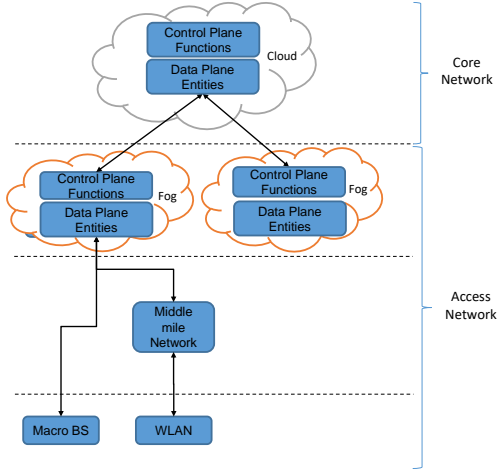 Control Plane
Functions
Cloud
Data Plane
Entities
Core
Network
Control Plane
Functions
Fog
Data Plane
Entities
Control Plane
Functions
Fog
Data Plane
Entities
Access
Network
Middle
mile
Network
Macro BS
WLAN